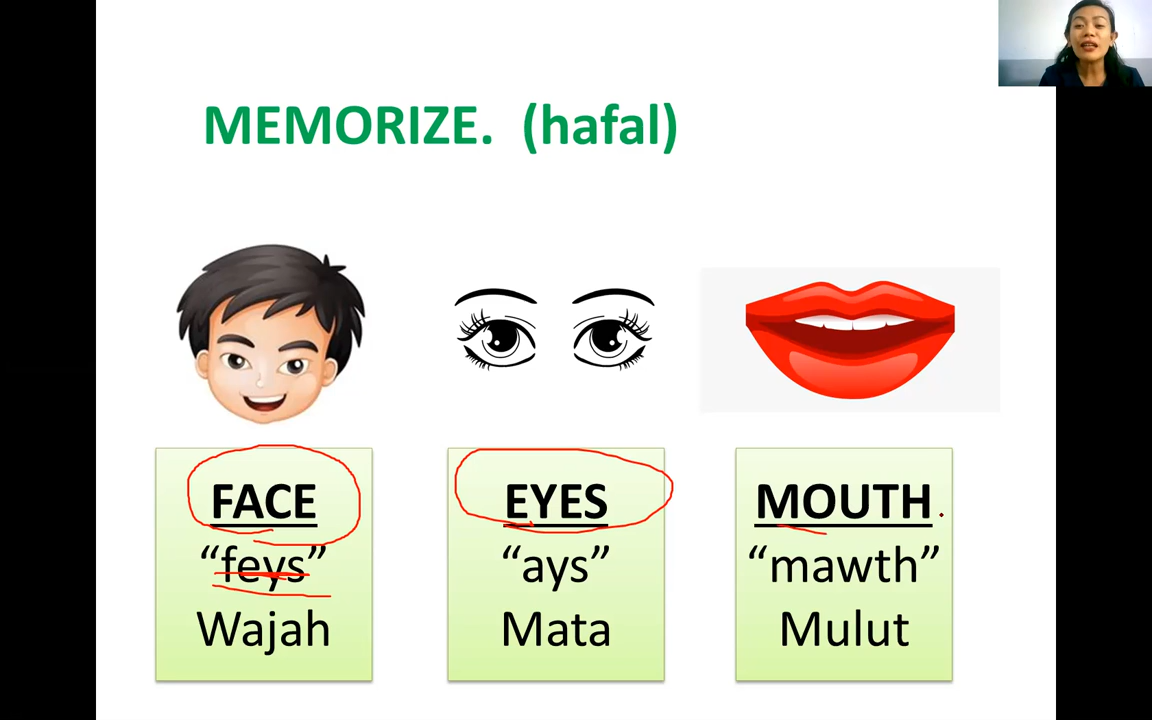 MEMORIZE. (hafal)
FACE
“feys”
Wajah
EYES
“ays”
Mata
MOUTH
“mawth”
Mulut